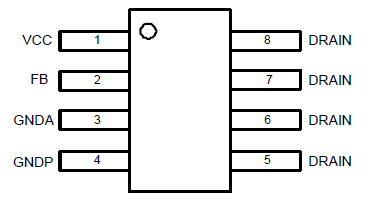 VCC 1 8 DRAIN
FB 2 7 DRAIN
GNDA 3 6 DRAIN
GNDP 4 5 DRAIN